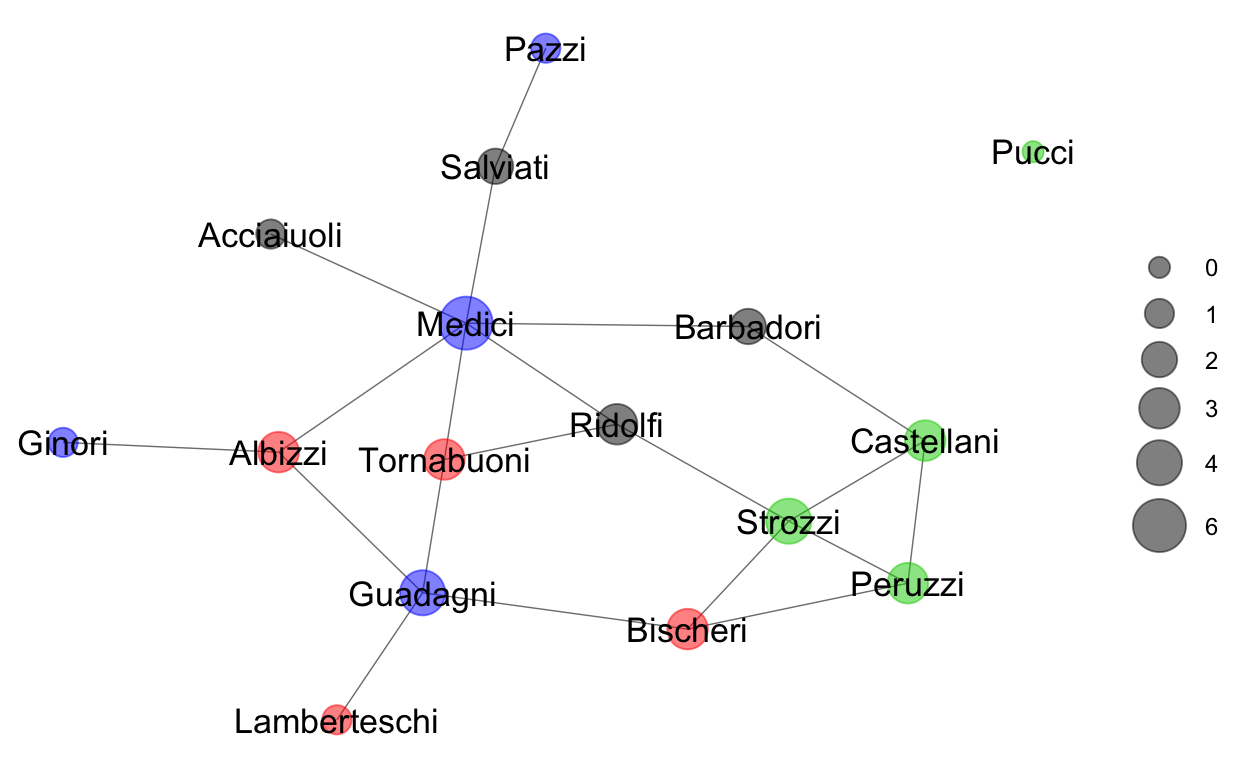 Pazzi
Pucci
Salviati
Acciaiuoli
0
1
Medici
Barbadori
2
3
Ridolfi
Ginori
Albizzi
Tornabuoni
Castellani
4
Strozzi
6
Guadagni
Peruzzi
Bischeri
Lamberteschi